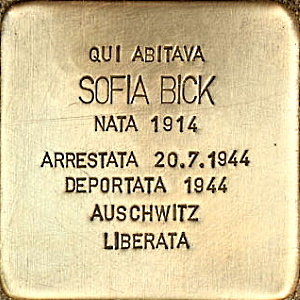 QUI ABITAVA
SOFIA BICK
NATA 1914
ARRESTATA 20.7.1944
DEPORTATA 1944
AUSCHWITZ
LIBERATA